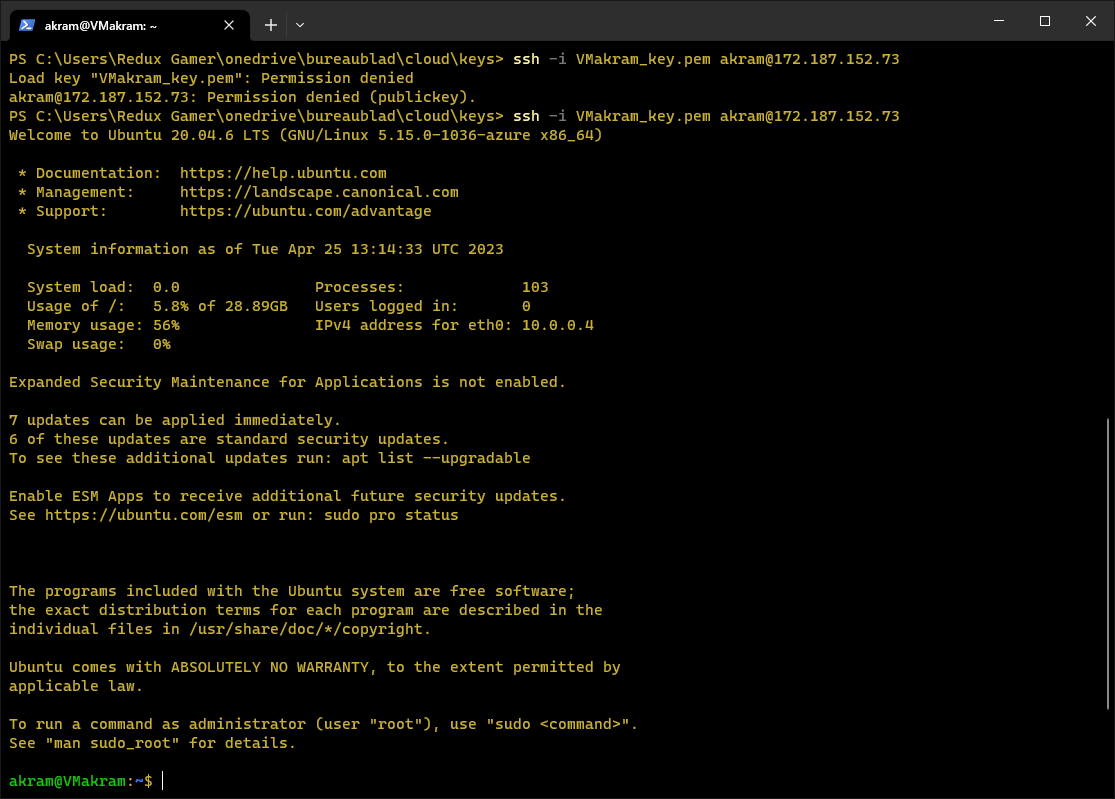 akram@VMakram: ~
PS C:\Users\Redux Gamer\onedrive\bureaublad\cloud\keys> ssh -i VMakram_key.pem akram@172.187.152.73
Load key "VMakram_key.pem": Permission denied
akram@172.187.152.73: Permission denied (publickey).
PS C:\Users\Redux Gamer\onedrive\bureaublad\cloud\keys> ssh -i VMakram_key.pem akram@172.187.152.73
Welcome to Ubuntu 20.04.6 LTS (GNU/Linux 5.15.0-1036-azure x86_64)

 * Documentation:  https://help.ubuntu.com
 * Management:     https://landscape.canonical.com
 * Support:        https://ubuntu.com/advantage

  System information as of Tue Apr 25 13:14:33 UTC 2023

  System load:  0.0               Processes:             103
  Usage of /:   5.8% of 28.89GB   Users logged in:       0
  Memory usage: 56%               IPv4 address for eth0: 10.0.0.4
  Swap usage:   0%

Expanded Security Maintenance for Applications is not enabled.

7 updates can be applied immediately.
6 of these updates are standard security updates.
To see these additional updates run: apt list --upgradable

Enable ESM Apps to receive additional future security updates.
See https://ubuntu.com/esm or run: sudo pro status

The programs included with the Ubuntu system are free software;
the exact distribution terms for each program are described in the
individual files in /usr/share/doc/*/copyright.

Ubuntu comes with ABSOLUTELY NO WARRANTY, to the extent permitted by
applicable law.

To run a command as administrator (user "root"), use "sudo <command>".
See "man sudo_root" for details.

akram@VMakram:~$